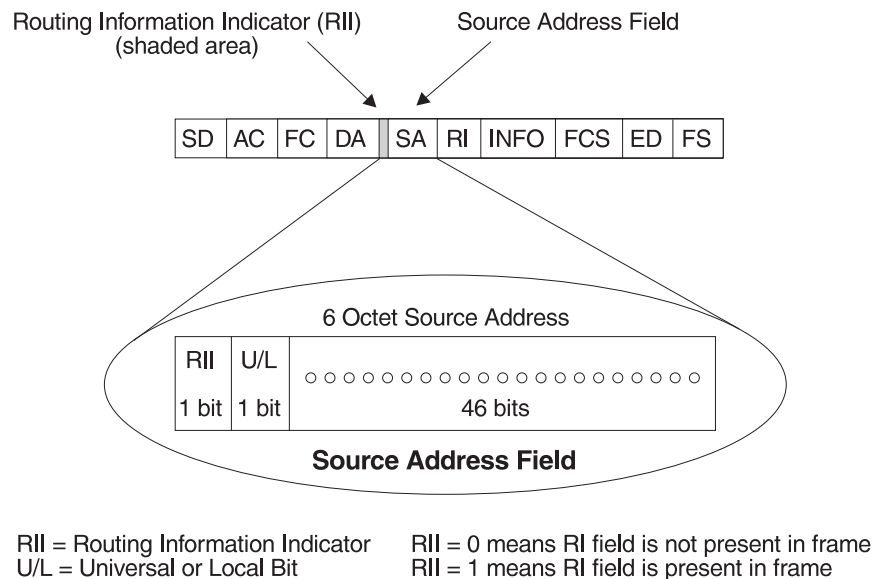 Routing Information Indicator (RII)
(shaded area)
Source Address Field
SD AC FC DA SA RI INFO FCS ED FS
6 Octet Source Address
RII U/L
1 bit 1 bit 46 bits
Source Address Field
RII = Routing Information Indicator RII = 0 means RI field is not present in frame
U/L = Universal or Local Bit RII = 1 means RI field is present in frame